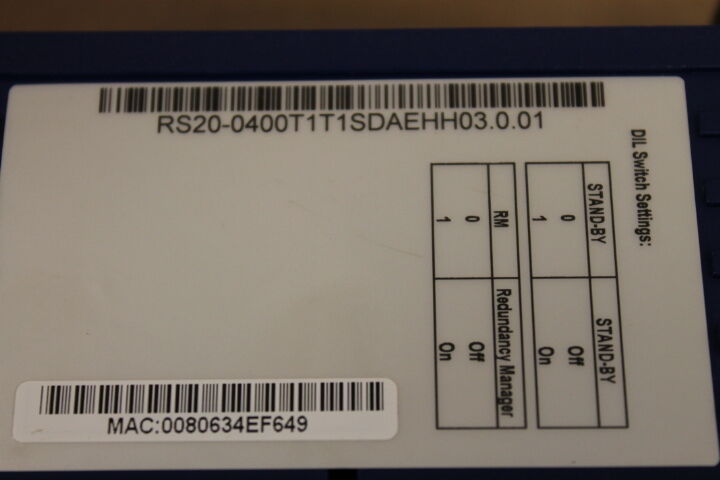 RS20-0400T1T1SDAEHH03.0.01
DIL Switch Settings:
STAND-BY STAND-BY
0 Off
1 On
RM Redundancy Manager
0 Off
1 On
MAC:0080634EF649